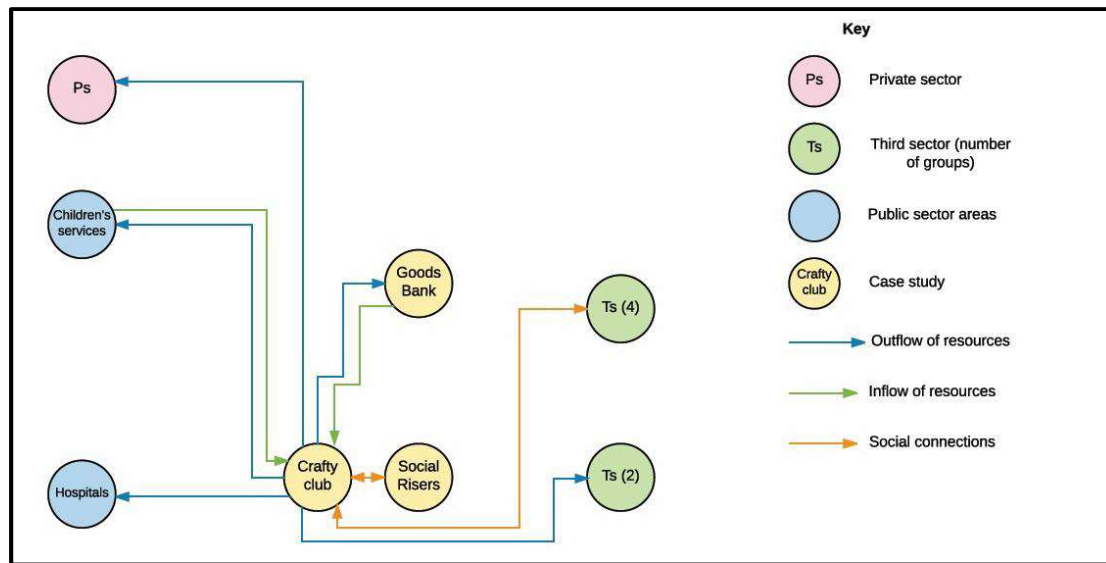 Key
Ps
Ps
Private sector
Ts
Third sector (number
of groups)
Children's
services
Public sector areas
Goods
Bank
Crafty
club
Case study
Ts (4)
Outflow of resources
Inflow of resources
Social connections
Crafty
club
Social
Risers
Ts (2)
Hospitals